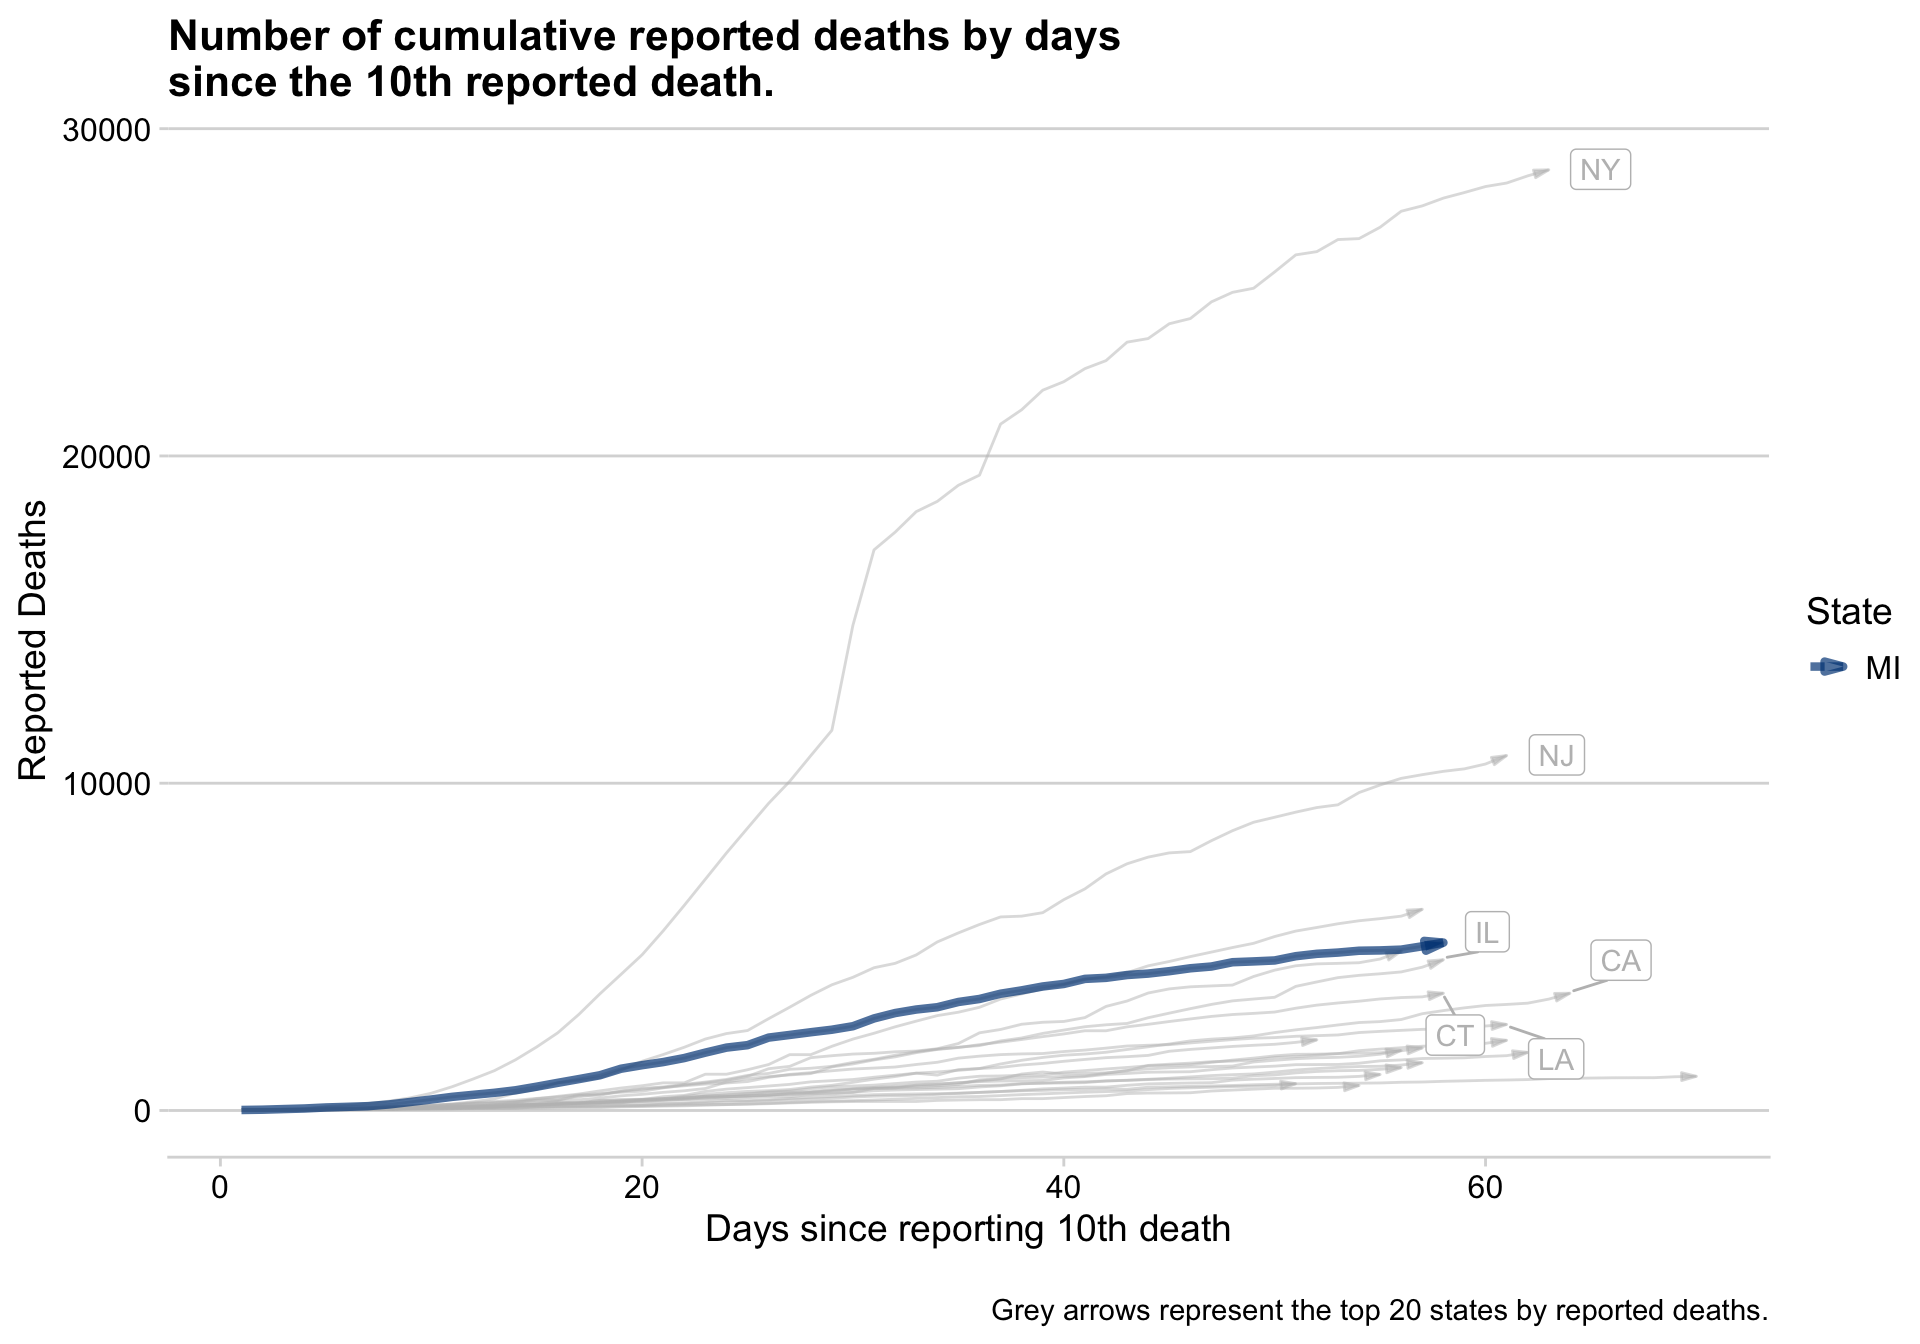 Number of cumulative reported deaths by days
since the 10th reported death.
30000
20000
10000
0
Reported Deaths
NY
NJ
IL
CA
CT
LA
State
MI
0
20
40
60
Days since reporting 10th death
Grey arrows represent the top 20 states by reported deaths.